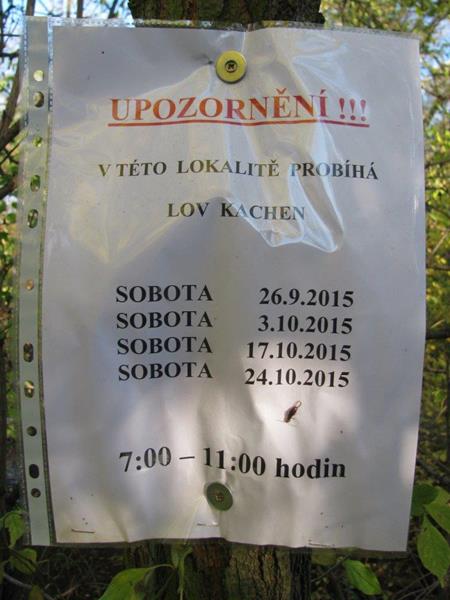 UPOZORNĚNÍ !!!
V TÉTO LOKALITĚ PROBÍHÁ
LOV KACHEN
SOBOTA 26.9.2015
SOBOTA 3.10.2015
SOBOTA 17.10.2015
SOBOTA 24.10.2015
7:00 – 11:00 hodin